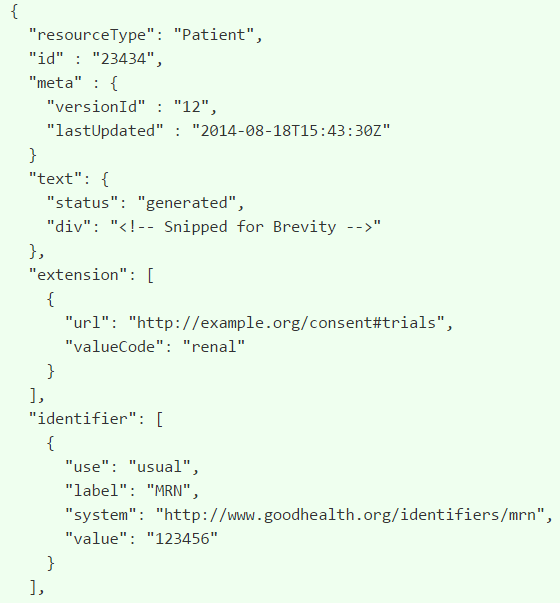 {
  "resourceType": "Patient",
  "id" : "23434",
  "meta" : {
    "versionId" : "12",
    "lastUpdated" : "2014-08-18T15:43:30Z"
  }
  "text": {
    "status": "generated",
    "div": "<!-- Snipped for Brevity -->"
  },
  "extension": [
    {
      "url": "http://example.org/consent#trials",
      "valueCode": "renal"
    }
  ],
  "identifier": [
    {
      "use": "usual",
      "label": "MRN",
      "system": "http://www.goodhealth.org/identifiers/mrn",
      "value": "123456"
    }
  ],